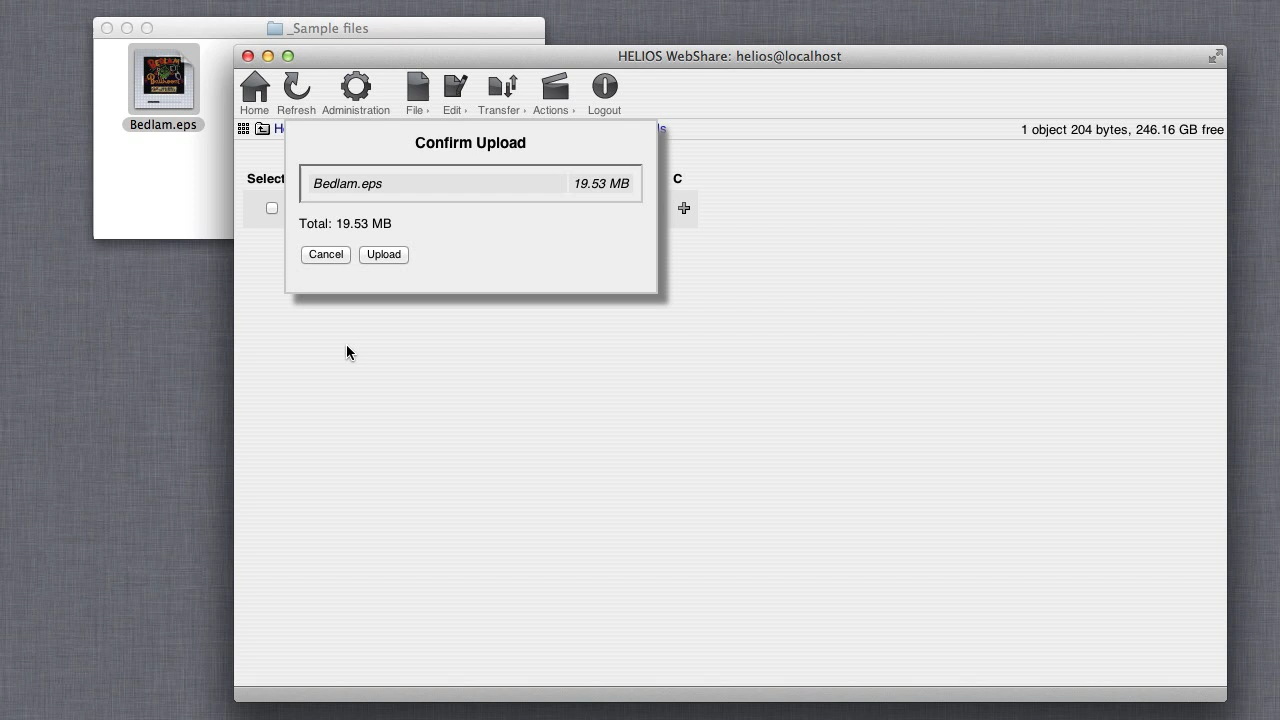 _Sample files
Bedlam.eps
HELIOS WebShare: helios@localhost
Home Refresh Administration File Edit Transfer Actions Logout
1 object 204 bytes, 246.16 GB free
Select
C
Confirm Upload
Bedlam.eps 19.53 MB
Total: 19.53 MB
Cancel Upload